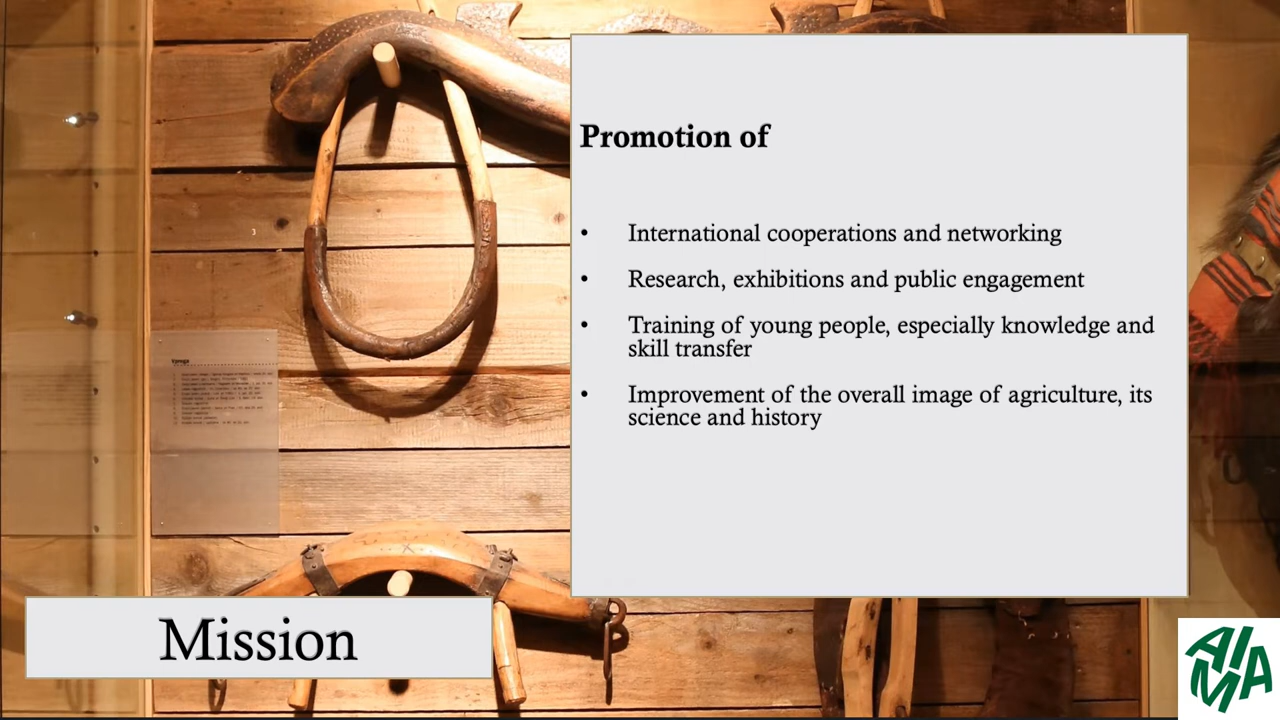 Promotion of
• International cooperations and networking
• Research, exhibitions and public engagement
• Training of young people, especially knowledge and
skill transfer
• Improvement of the overall image of agriculture, its
science and history
Mission
AIMA